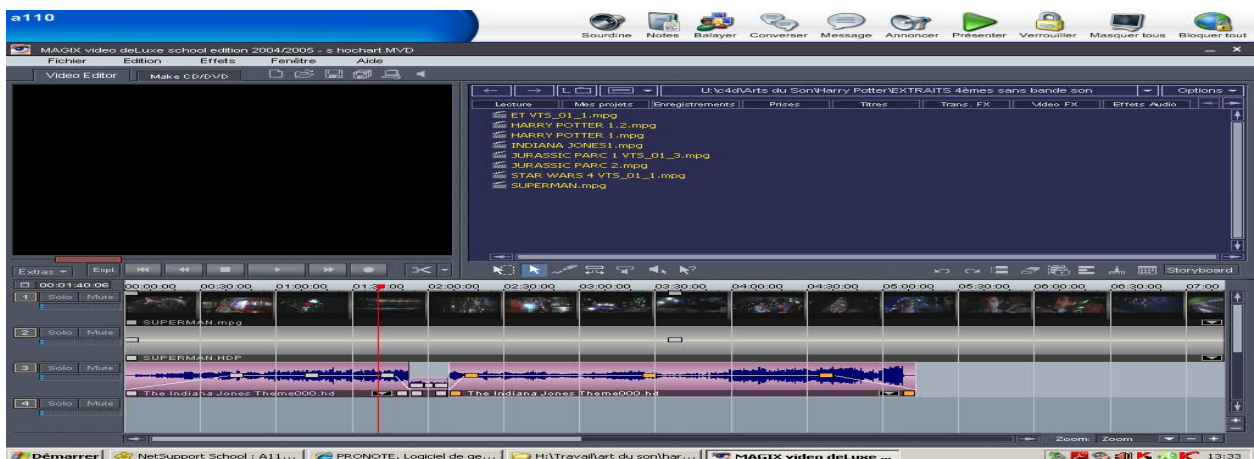 a110
Sourdine Notes Balayer Converser Message Annoncer Présenter Verrouiller Masquer tous Bloquer tout
MAGIX video deLuxe school edition 2004/2005 - s hochart.MVD
Fichier Edition Effets Fenêtre Aide
Video Editor Make CD/DVD
U:\c4d\Arts du Son\Harry Potter\EXTRAITS 4èmes sans bande son Options
Lecture Mes projets Enregistrements Prises Titres Trans. FX Video FX Effets Audio
ET VTS_01_1.mpg
HARRY POTTER 1.2.mpg
HARRY POTTER 1.mpg
INDIANA JONES1.mpg
JURASSIC PARC 1 VTS_01_3.mpg
JURASSIC PARC 2.mpg
STAR WARS 4 VTS_01_1.mpg
SUPERMAN.mpg
Extras Espl. Storyboard
00:01:40:06 00:00:00 00:30:00 01:00:00 01:30:00 02:00:00 02:30:00 03:00:00 03:30:00 04:00:00 04:30:00 05:00:00 05:30:00 06:00:00 06:30:00 07:00
1 Solo Mute
SUPERMAN.mpg
2 Solo Mute
SUPERMAN.HDP
3 Solo Mute
The Indiana Jones Theme000.hd The Indiana Jones Theme000.hd
4 Solo Mute
Zoom: Zoom
Démarrer NetSupport School : A11... PRONOTE, Logiciel de ge... H:\Travail\art du son\har... MAGIX video deLuxe ... 13:33